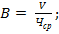 B = V / Ч_ср ;